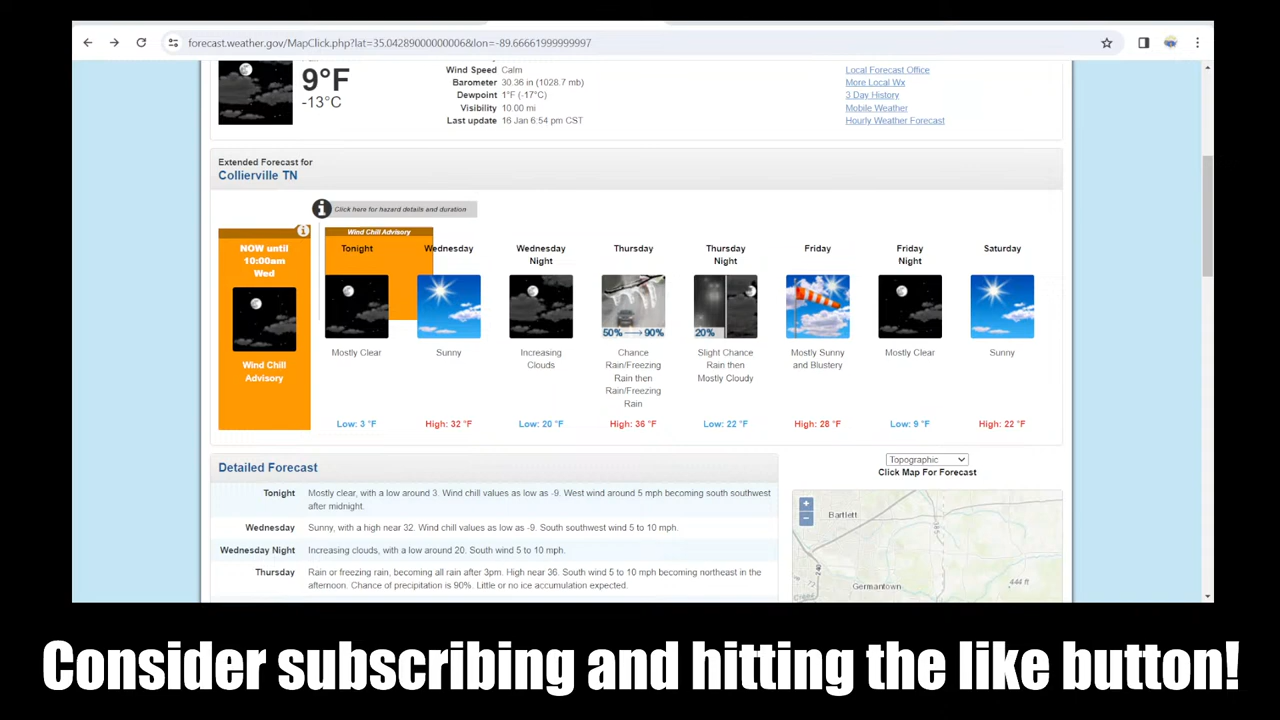 forecast.weather.gov/MapClick.php?lat=35.042890000000006&lon=-89.66661999999997
9°F
-13°C
Wind Speed Calm
Barometer 30.36 in (1028.7 mb)
Dewpoint 1°F (-17°C)
Visibility 10.00 mi
Last update 16 Jan 6:54 pm CST
Local Forecast Office
More Local Wx
3 Day History
Mobile Weather
Hourly Weather Forecast
Extended Forecast for
Collierville TN
Click here for hazard details and duration
Wind Chill Advisory
NOW until
10:00am
Wed
Wind Chill
Advisory
Tonight
Mostly Clear
Low: 3 °F
Wednesday
Sunny
High: 32 °F
Wednesday
Night
Increasing
Clouds
Low: 20 °F
Thursday
50% 90%
Chance
Rain/Freezing
Rain then
Rain/Freezing
Rain
High: 36 °F
Thursday
Night
20%
Slight Chance
Rain then
Mostly Cloudy
Low: 22 °F
Friday
Mostly Sunny
and Blustery
High: 28 °F
Friday
Night
Mostly Clear
Low: 9 °F
Saturday
Sunny
High: 22 °F
Detailed Forecast
Tonight Mostly clear, with a low around 3. Wind chill values as low as -9. West wind around 5 mph becoming south southwest
after midnight.
Wednesday Sunny, with a high near 32. Wind chill values as low as -9. South southwest wind 5 to 10 mph.
Wednesday Night Increasing clouds, with a low around 20. South wind 5 to 10 mph.
Thursday Rain or freezing rain, becoming all rain after 3pm. High near 36. South wind 5 to 10 mph becoming northeast in the
afternoon. Chance of precipitation is 90%. Little or no ice accumulation expected.
Topographic
Click Map For Forecast
Bartlett
Germantown
240
444 ft
Consider subscribing and hitting the like button!